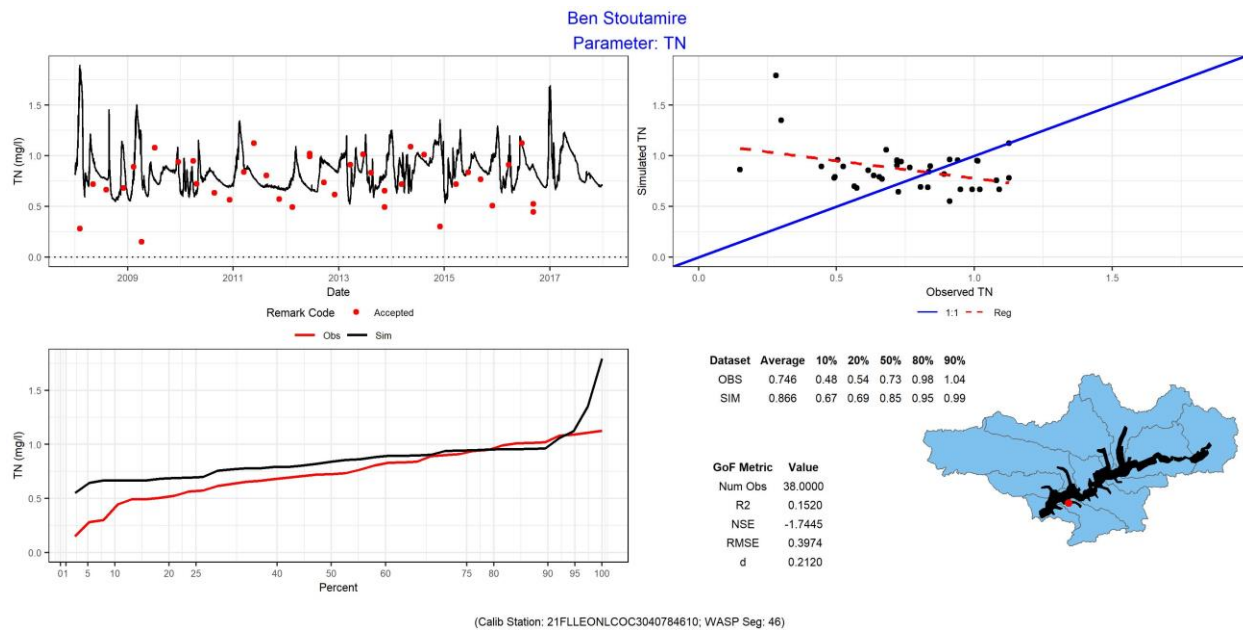 Ben Stoutamire
Parameter: TN
TN (mg/l)
1.5
1.0
0.5
0.0
2009 2011 2013 2015 2017
Date
Remark Code Accepted
Simulated TN
1.5
1.0
0.5
0.0
0.0 0.5 1.0 1.5
Observed TN
1:1 Reg
Obs Sim
TN (mg/l)
1.5
1.0
0.5
0.0
0 1 5 10 20 25 40 50 60 75 80 90 95 100
Percent
Dataset Average 10% 20% 50% 80% 90%
OBS 0.746 0.48 0.54 0.73 0.98 1.04
SIM 0.866 0.67 0.69 0.85 0.95 0.99
GoF Metric Value
Num Obs 38.0000
R2 0.1520
NSE -1.7445
RMSE 0.3974
d 0.2120
(Calib Station: 21FLLEONLCOC3040784610; WASP Seg: 46)